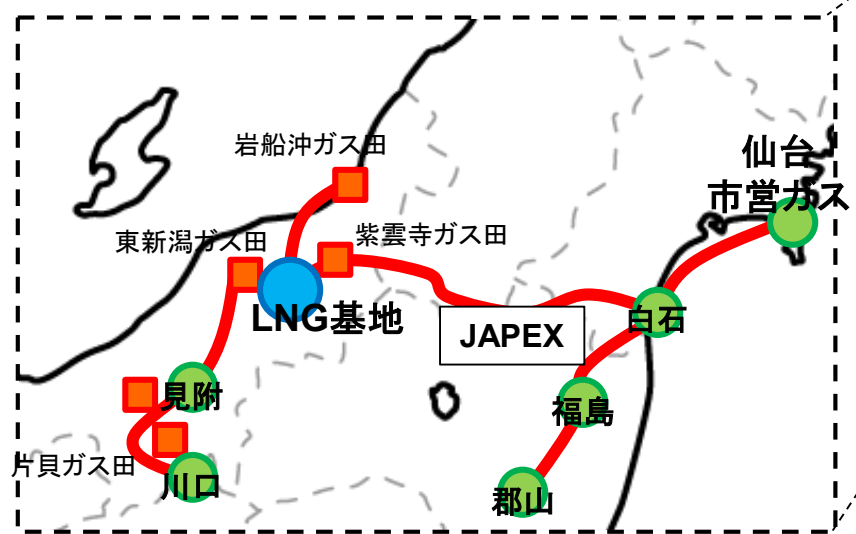 仙台
市営ガス
岩船沖ガス田
紫雲寺ガス田
東新潟ガス田
LNG基地
白石
JAPEX
見附
福島
片貝ガス田
川口
郡山